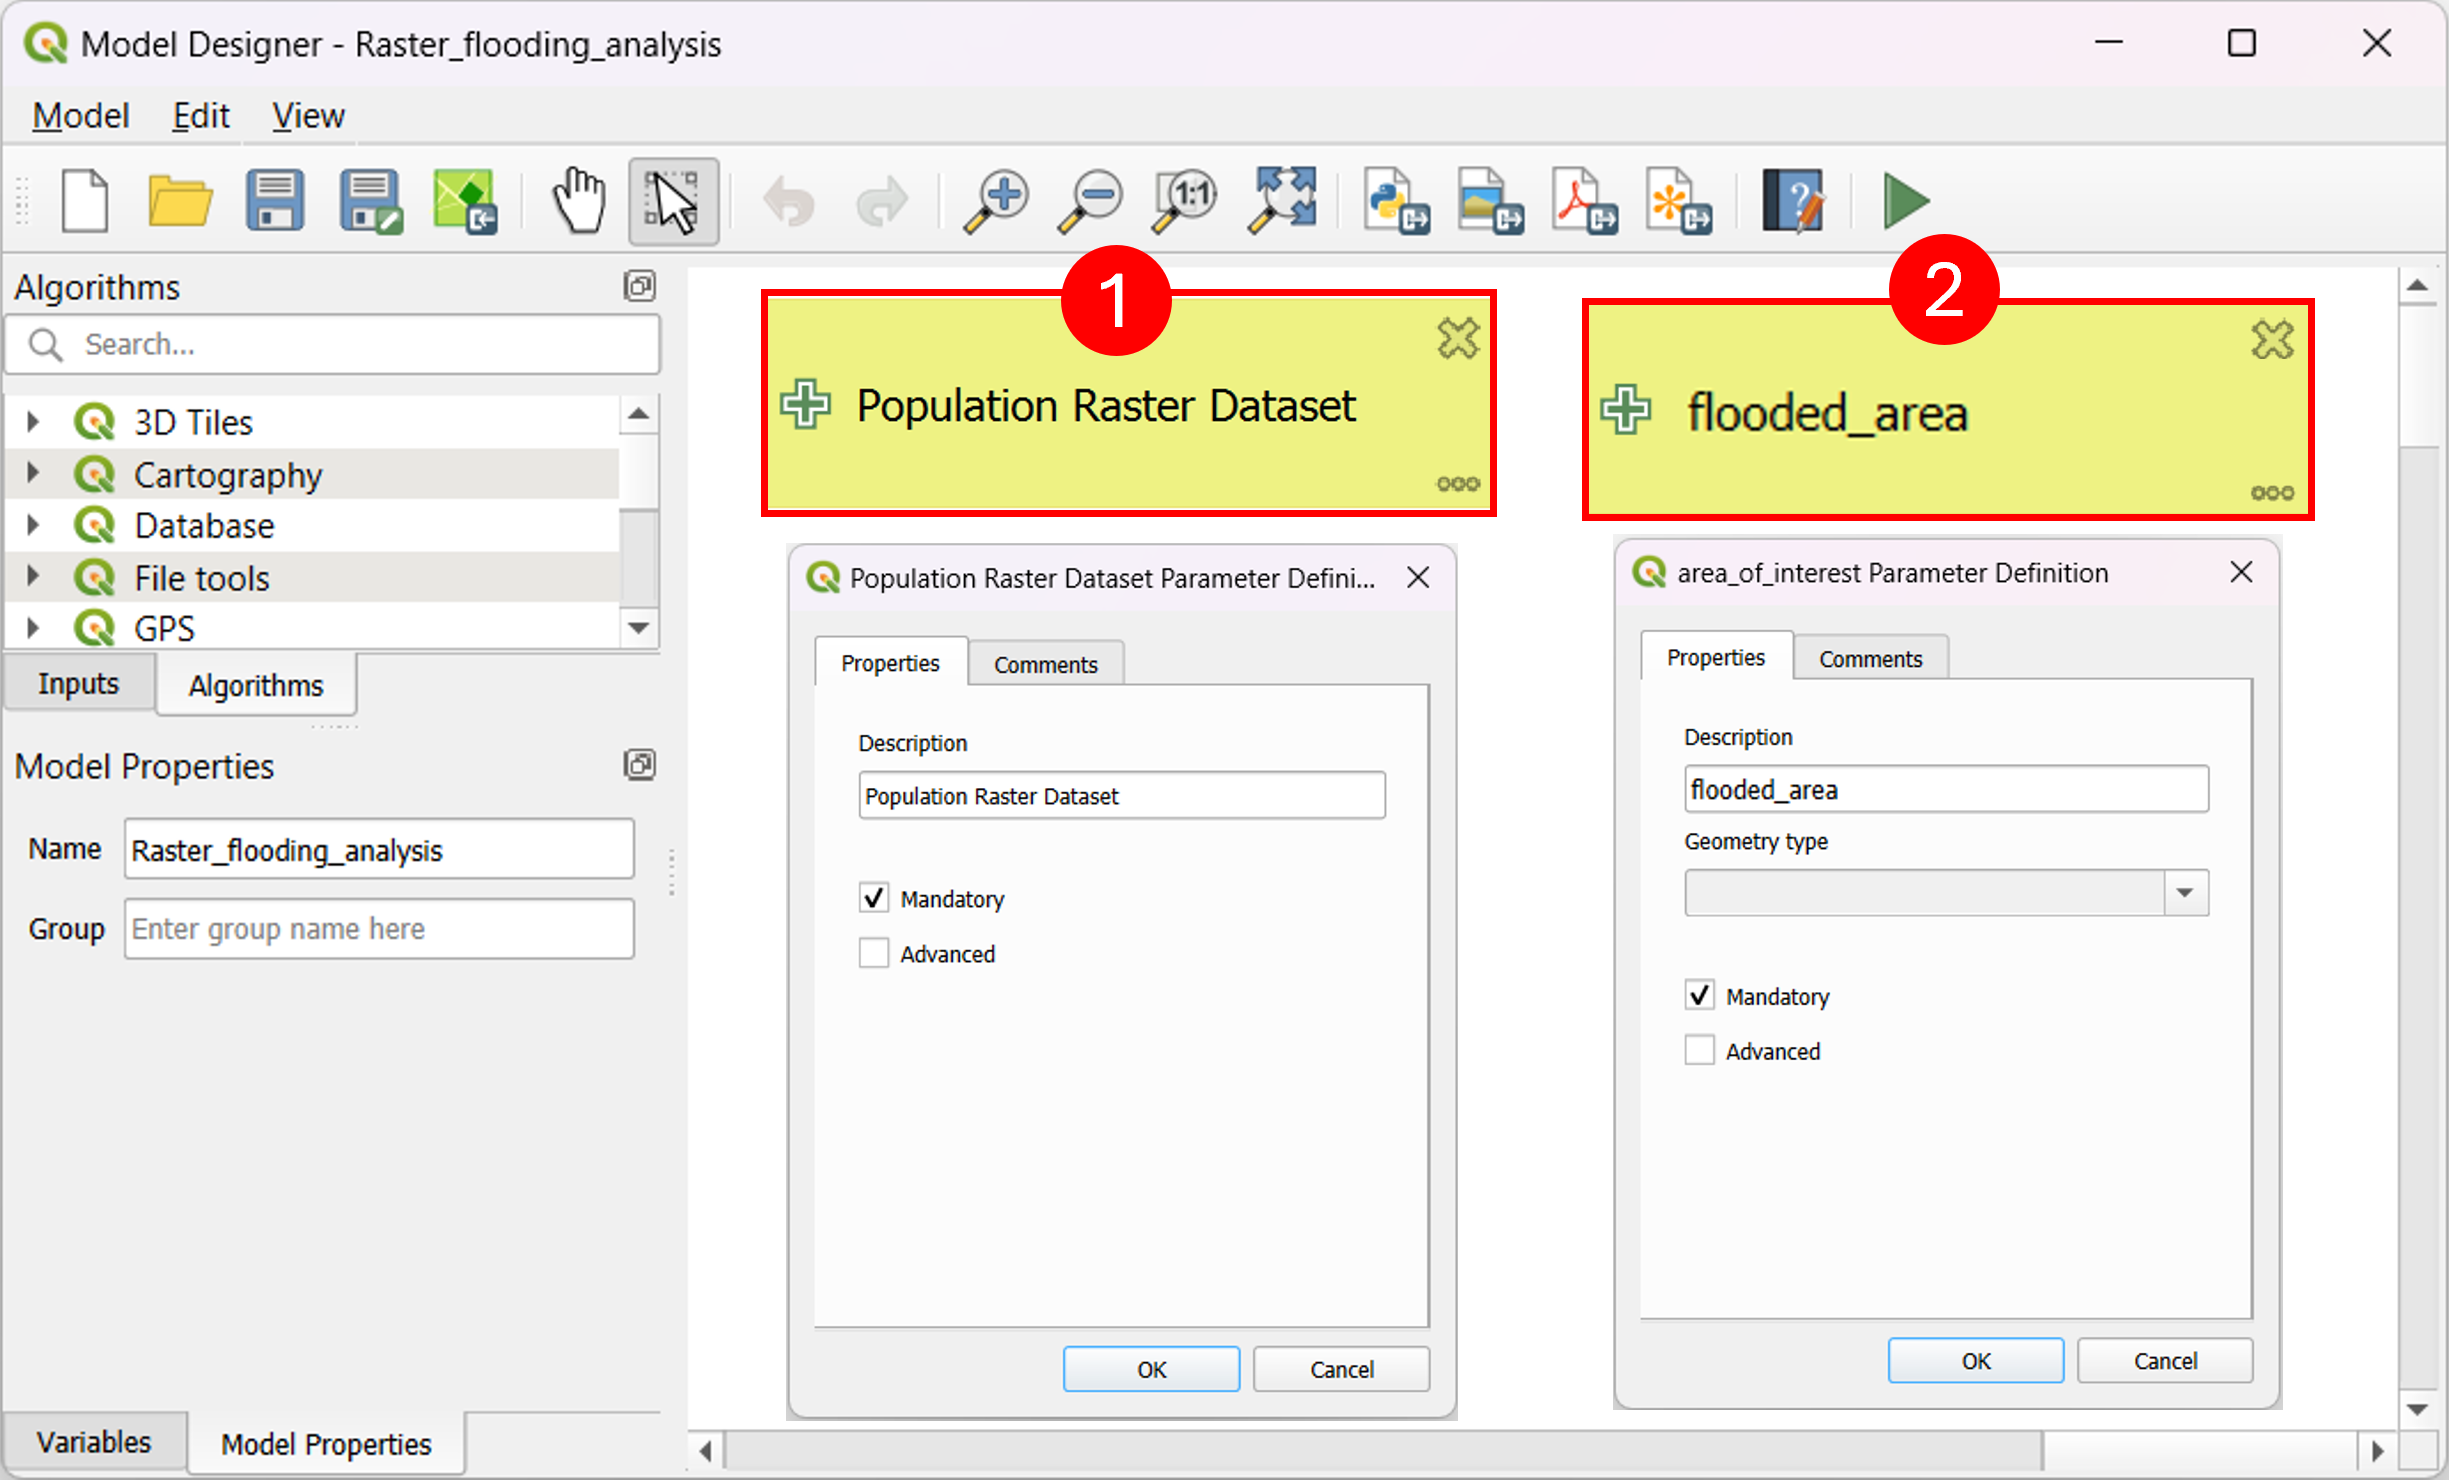 Model Designer - Raster_flooding_analysis
Model Edit View
1:1
Algorithms
Search...
3D Tiles
Cartography
Database
File tools
GPS
Inputs Algorithms
Model Properties
Name Raster_flooding_analysis
Group Enter group name here
Variables Model Properties
1
Population Raster Dataset
2
flooded_area
Population Raster Dataset Parameter Defini...
Properties Comments
Description
Population Raster Dataset
Mandatory
Advanced
OK Cancel
area_of_interest Parameter Definition
Properties Comments
Description
flooded_area
Geometry type
Mandatory
Advanced
OK Cancel